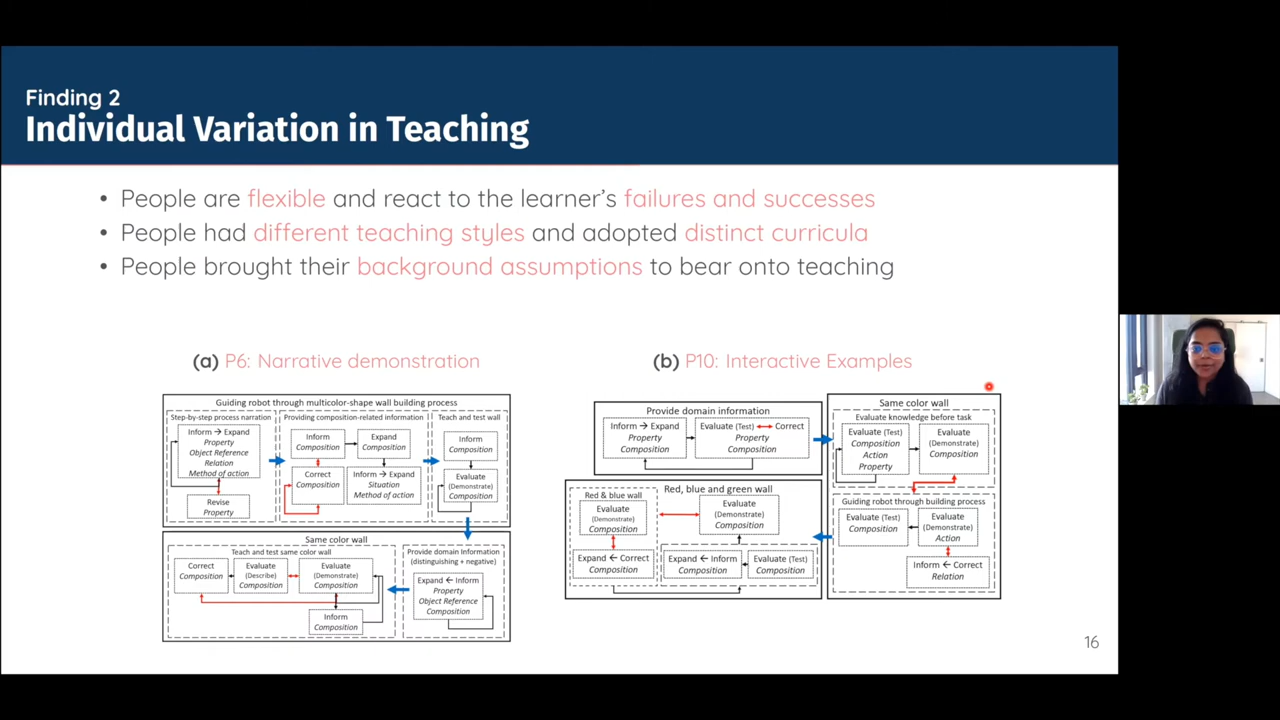 Finding 2
Individual Variation in Teaching
• People are flexible and react to the learner's failures and successes
• People had different teaching styles and adopted distinct curricula
• People brought their background assumptions to bear onto teaching
(a) P6: Narrative demonstration
Guiding robot through multicolor-shape wall building process
Step-by-step process narration
Inform → Expand
Property
Object Reference
Relation
Method of action
Revise
Property
Providing composition-related information
Inform
Composition
Expand
Composition
Correct
Composition
Inform → Expand
Situation
Method of action
Teach and test wall
Inform
Composition
Evaluate
(Demonstrate)
Composition
Same color wall
Teach and test same color wall
Correct
Composition
Evaluate
(Describe)
Composition
Evaluate
(Demonstrate)
Composition
Inform
Composition
Provide domain Information
(distinguishing + negative)
Expand ← Inform
Property
Object Reference
Composition
(b) P10: Interactive Examples
Provide domain information
Inform → Expand
Property
Composition
Evaluate (Test) ↔ Correct
Property
Composition
Same color wall
Evaluate knowledge before task
Evaluate (Test)
Composition
Action
Property
Evaluate
(Demonstrate)
Composition
Guiding robot through building process
Evaluate (Test)
Composition
Evaluate
(Demonstrate)
Action
Inform ← Correct
Relation
Red, blue and green wall
Red & blue wall
Evaluate
(Demonstrate)
Composition
Expand ← Correct
Composition
Evaluate
(Demonstrate)
Composition
Expand ← Inform
Composition
Evaluate (Test)
Composition
16